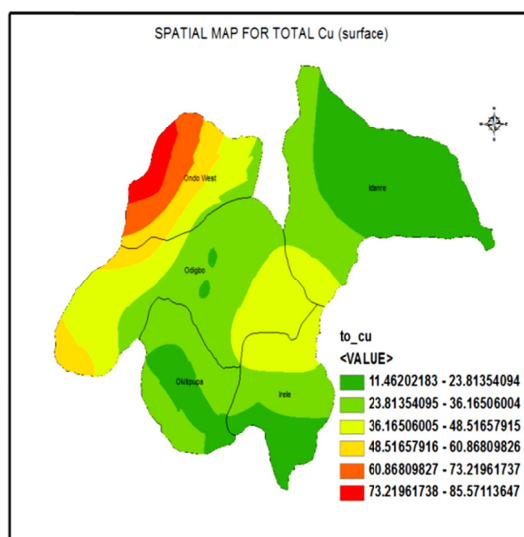 SPATIAL MAP FOR TOTAL Cu (surface)
Ondo West
Idanre
Odigbo
Okitipupa
Irele
to_cu
<VALUE>
11.46202183 - 23.81354094
23.81354095 - 36.16506004
36.16506005 - 48.51657915
48.51657916 - 60.86809826
60.86809827 - 73.21961737
73.21961738 - 85.57113647